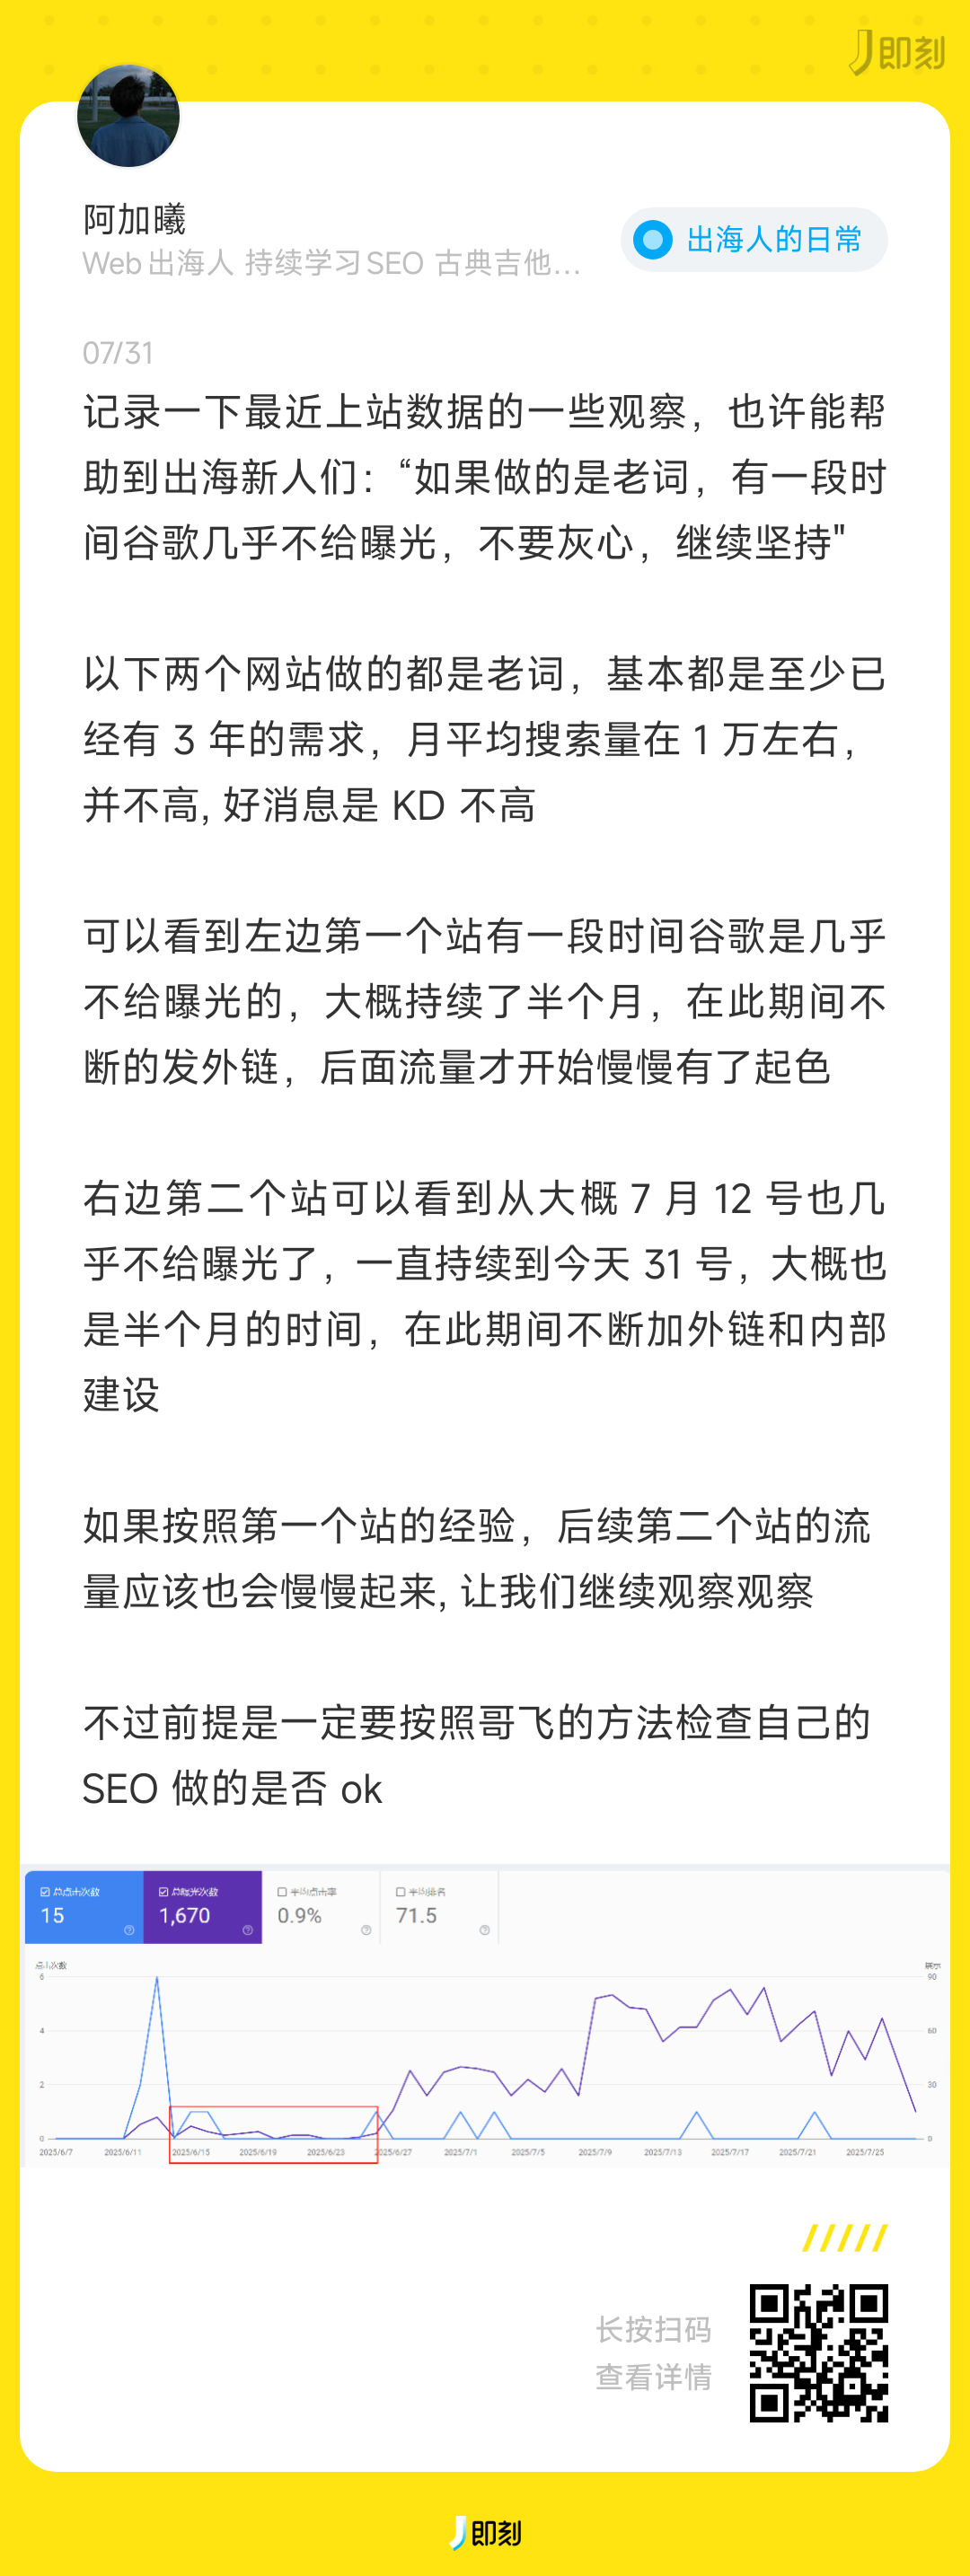 即刻
阿加曦
Web出海人 持续学习SEO 古典吉他...
出海人的日常
07/31
记录一下最近上站数据的一些观察，也许能帮
助到出海新人们：“如果做的是老词，有一段时
间谷歌几乎不给曝光，不要灰心，继续坚持"
以下两个网站做的都是老词，基本都是至少已
经有 3 年的需求，月平均搜索量在 1 万左右，
并不高, 好消息是 KD 不高
可以看到左边第一个站有一段时间谷歌是几乎
不给曝光的，大概持续了半个月，在此期间不
断的发外链，后面流量才开始慢慢有了起色
右边第二个站可以看到从大概 7 月 12 号也几
乎不给曝光了，一直持续到今天 31 号，大概也
是半个月的时间，在此期间不断加外链和内部
建设
如果按照第一个站的经验，后续第二个站的流
量应该也会慢慢起来, 让我们继续观察观察
不过前提是一定要按照哥飞的方法检查自己的
SEO 做的是否 ok
总点击次数 总曝光次数 平均点击率 平均排名
15 1,670 0.9% 71.5
点击次数 展示
6 90
4 60
2 30
0 0
2025/6/7 2025/6/11 2025/6/15 2025/6/19 2025/6/23 2025/6/27 2025/7/1 2025/7/5 2025/7/9 2025/7/13 2025/7/17 2025/7/21 2025/7/25
长按扫码
查看详情
即刻